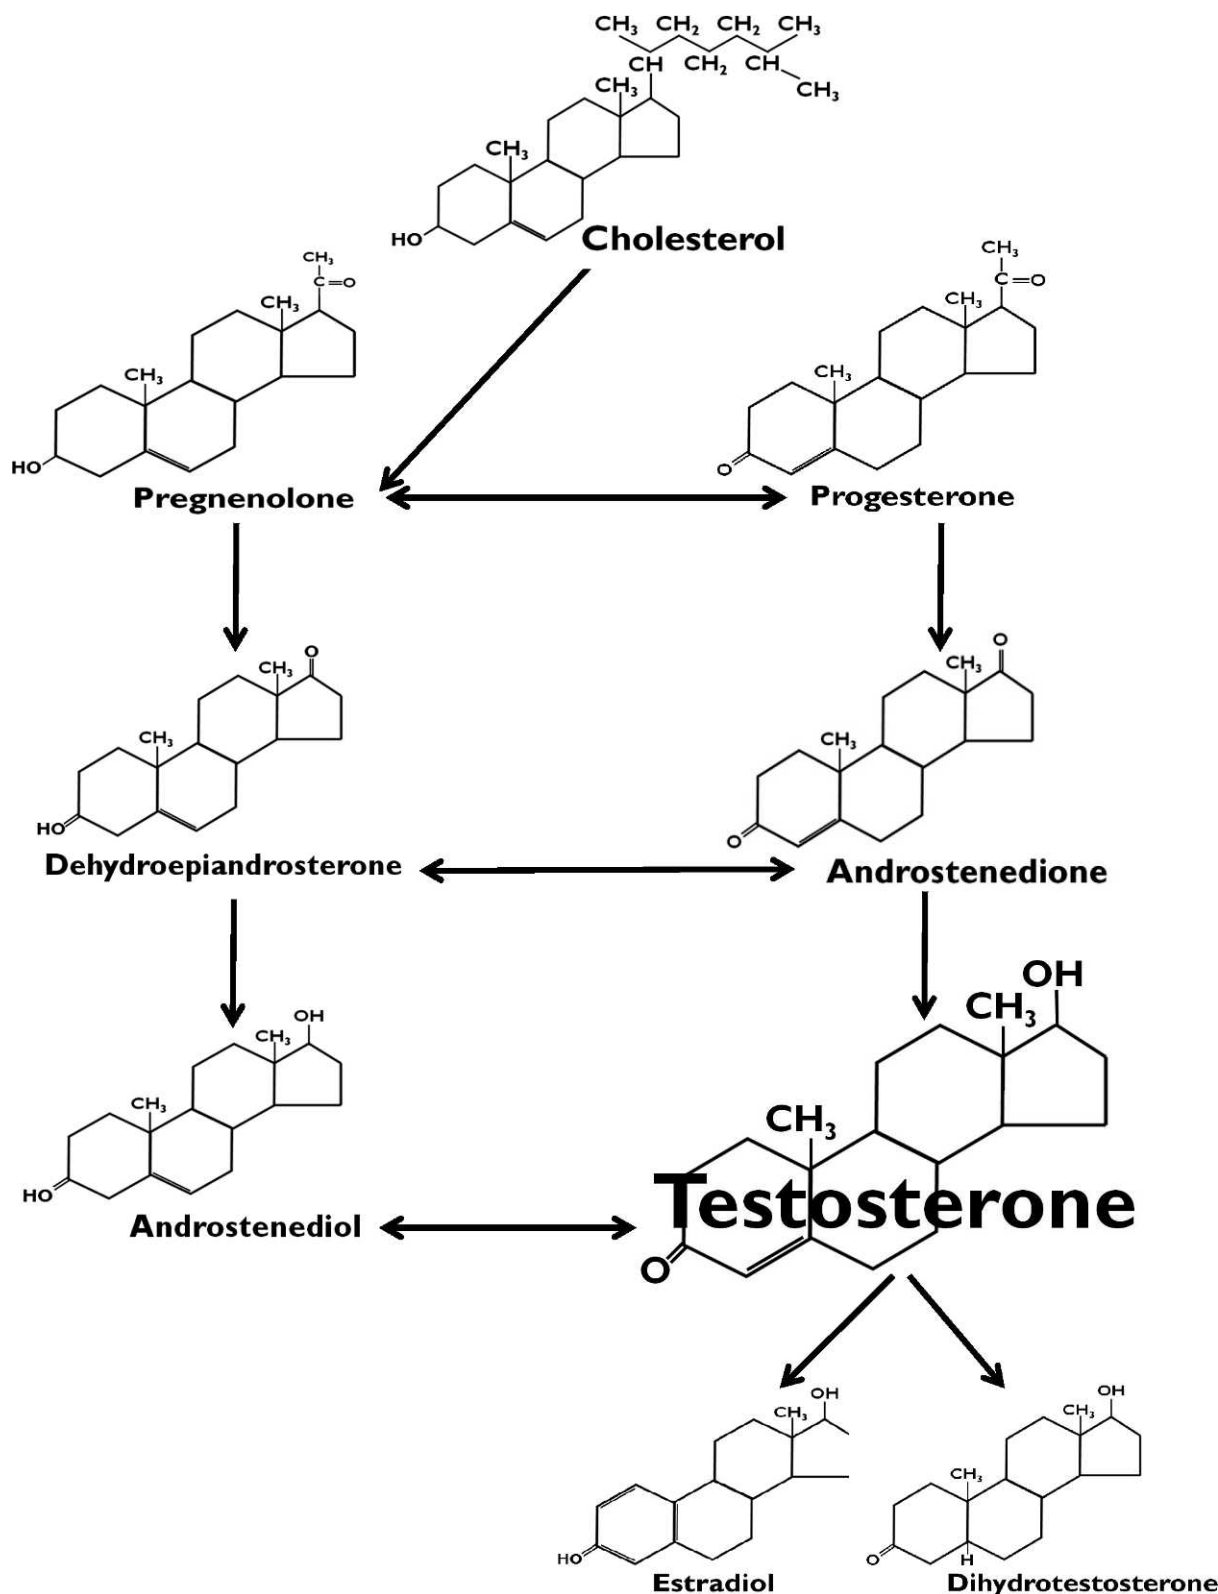 CH₃ CH₂ CH₂ CH₃
CH CH₂ CH
CH₃ CH₃
CH₃
HO
Cholesterol
CH₃
C=O
CH₃
CH₃
HO
Pregnenolone
CH₃
C=O
CH₃
CH₃
O
Progesterone
O
CH₃
CH₃
HO
Dehydroepiandrosterone
O
CH₃
CH₃
O
Androstenedione
OH
CH₃
CH₃
HO
Androstenediol
OH
CH₃
CH₃
Testosterone
O
OH
CH₃
HO
Estradiol
OH
CH₃
CH₃
O
H
Dihydrotestosterone